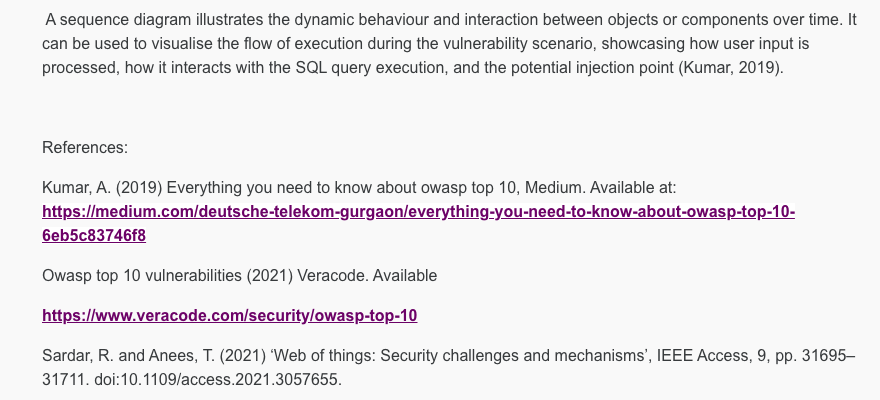 A sequence diagram illustrates the dynamic behaviour and interaction between objects or components over time. It
can be used to visualise the flow of execution during the vulnerability scenario, showcasing how user input is
processed, how it interacts with the SQL query execution, and the potential injection point (Kumar, 2019).
References:
Kumar, A. (2019) Everything you need to know about owasp top 10, Medium. Available at:
https://medium.com/deutsche-telekom-gurgaon/everything-you-need-to-know-about-owasp-top-10-
6eb5c83746f8
Owasp top 10 vulnerabilities (2021) Veracode. Available
https://www.veracode.com/security/owasp-top-10
Sardar, R. and Anees, T. (2021) ‘Web of things: Security challenges and mechanisms’, IEEE Access, 9, pp. 31695–
31711. doi:10.1109/access.2021.3057655.